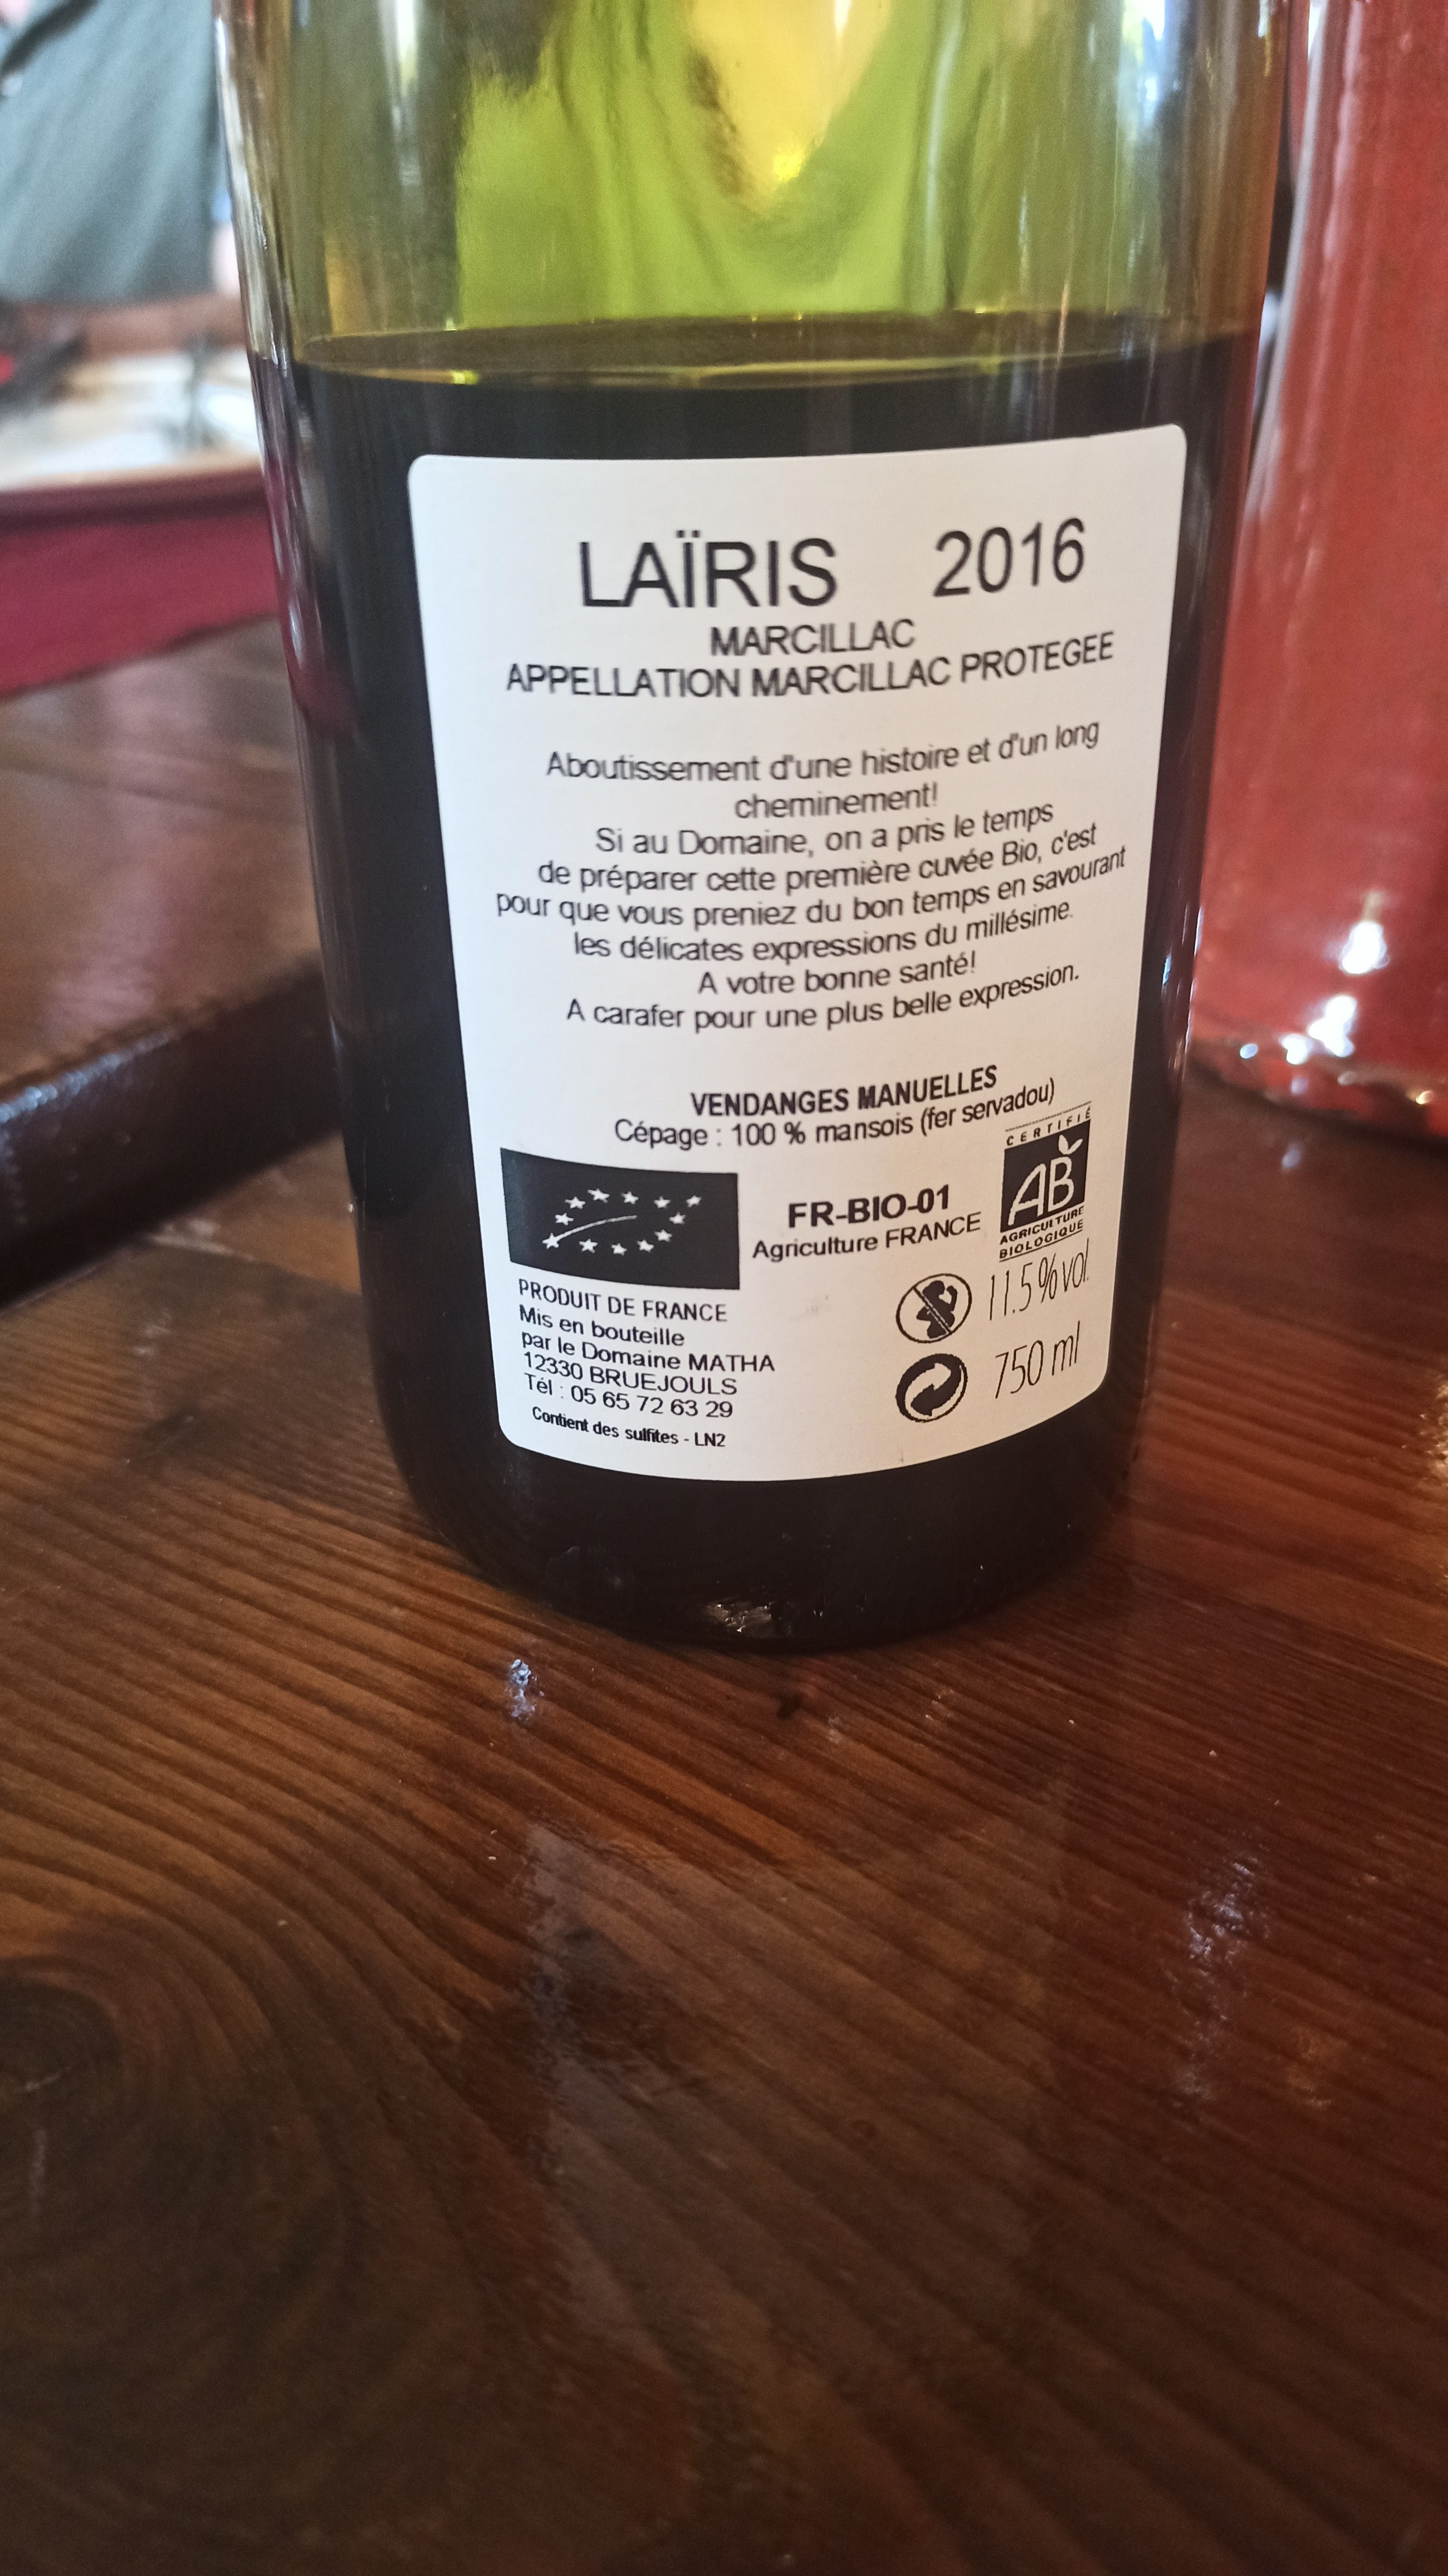 LAÏRIS 2016
MARCILLAC
APPELLATION MARCILLAC PROTEGEE
Aboutissement d'une histoire et d'un long
cheminement!
Si au Domaine, on a pris le temps
de préparer cette première cuvée Bio, c'est
pour que vous preniez du bon temps en savourant
les délicates expressions du millésime.
A votre bonne santé!
A carafer pour une plus belle expression.
VENDANGES MANUELLES
Cépage : 100 % mansois (fer servadou)
CERTIFIÉ
AB
AGRICULTURE
BIOLOGIQUE
FR-BIO-01
Agriculture FRANCE
11.5%vol.
750 ml
PRODUIT DE FRANCE
Mis en bouteille
par le Domaine MATHA
12330 BRUEJOULS
Tél : 05 65 72 63 29
Contient des sulfites - LN2